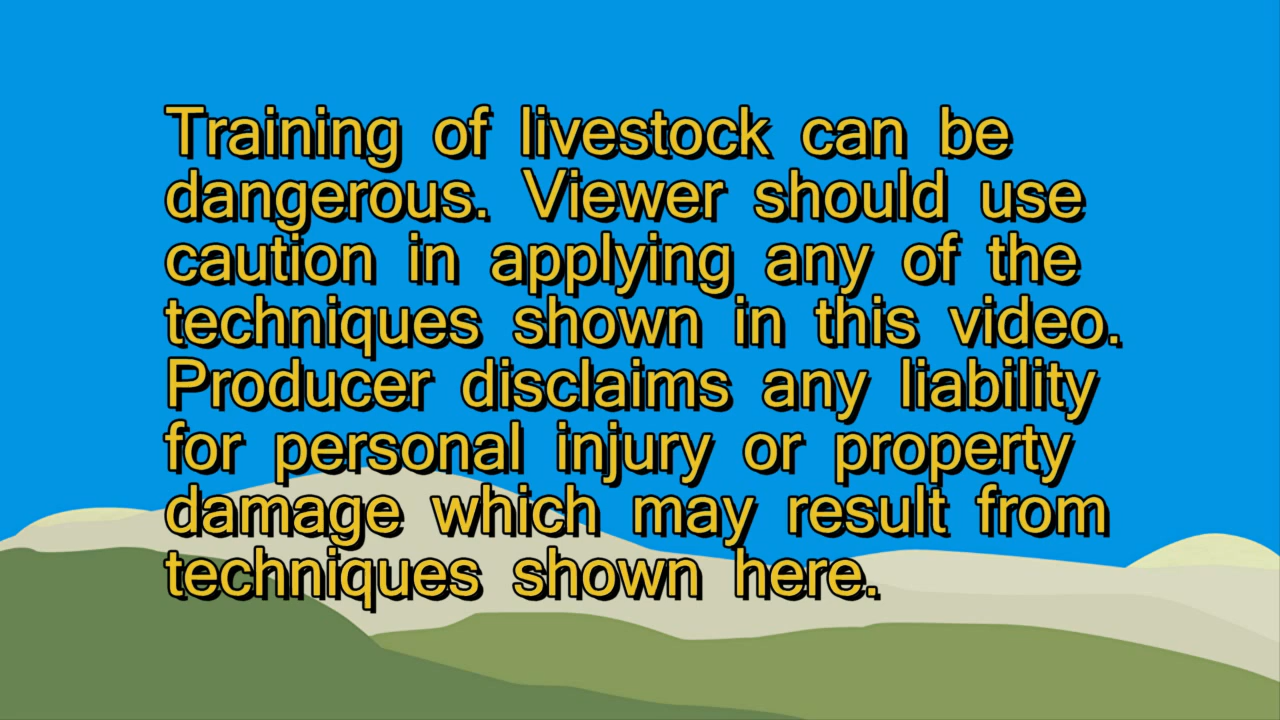 Training of livestock can be
dangerous. Viewer should use
caution in applying any of the
techniques shown in this video.
Producer disclaims any liability
for personal injury or property
damage which may result from
techniques shown here.